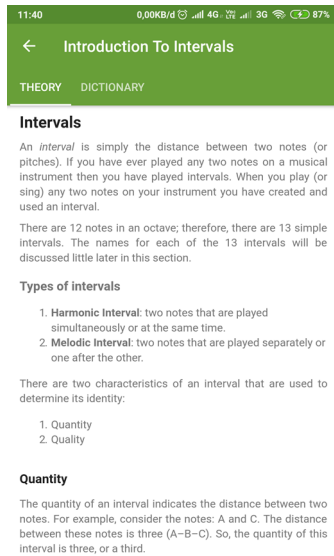 11:40 0,00KB/d 4G Vo LTE 3G 87%
Introduction To Intervals
THEORY DICTIONARY
Intervals
An interval is simply the distance between two notes (or
pitches). If you have ever played any two notes on a musical
instrument then you have played intervals. When you play (or
sing) any two notes on your instrument you have created and
used an interval.
There are 12 notes in an octave; therefore, there are 13 simple
intervals. The names for each of the 13 intervals will be
discussed little later in this section.
Types of intervals
1. Harmonic Interval: two notes that are played
simultaneously or at the same time.
2. Melodic Interval: two notes that are played separately or
one after the other.
There are two characteristics of an interval that are used to
determine its identity:
1. Quantity
2. Quality
Quantity
The quantity of an interval indicates the distance between two
notes. For example, consider the notes: A and C. The distance
between these notes is three (A–B–C). So, the quantity of this
interval is three, or a third.